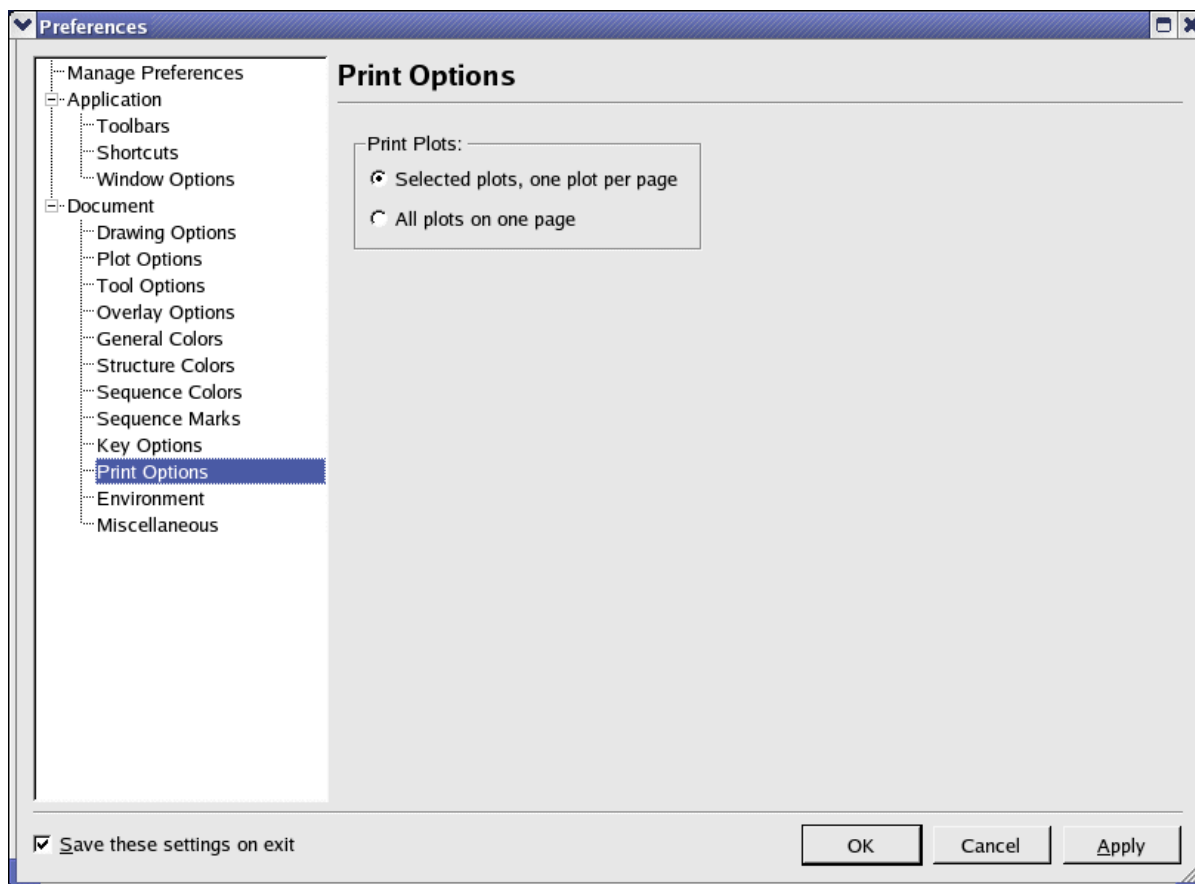 Preferences
Manage Preferences
Application
Toolbars
Shortcuts
Window Options
Document
Drawing Options
Plot Options
Tool Options
Overlay Options
General Colors
Structure Colors
Sequence Colors
Sequence Marks
Key Options
Print Options
Environment
Miscellaneous
Print Options
Print Plots:
Selected plots, one plot per page
All plots on one page
Save these settings on exit
OK
Cancel
Apply